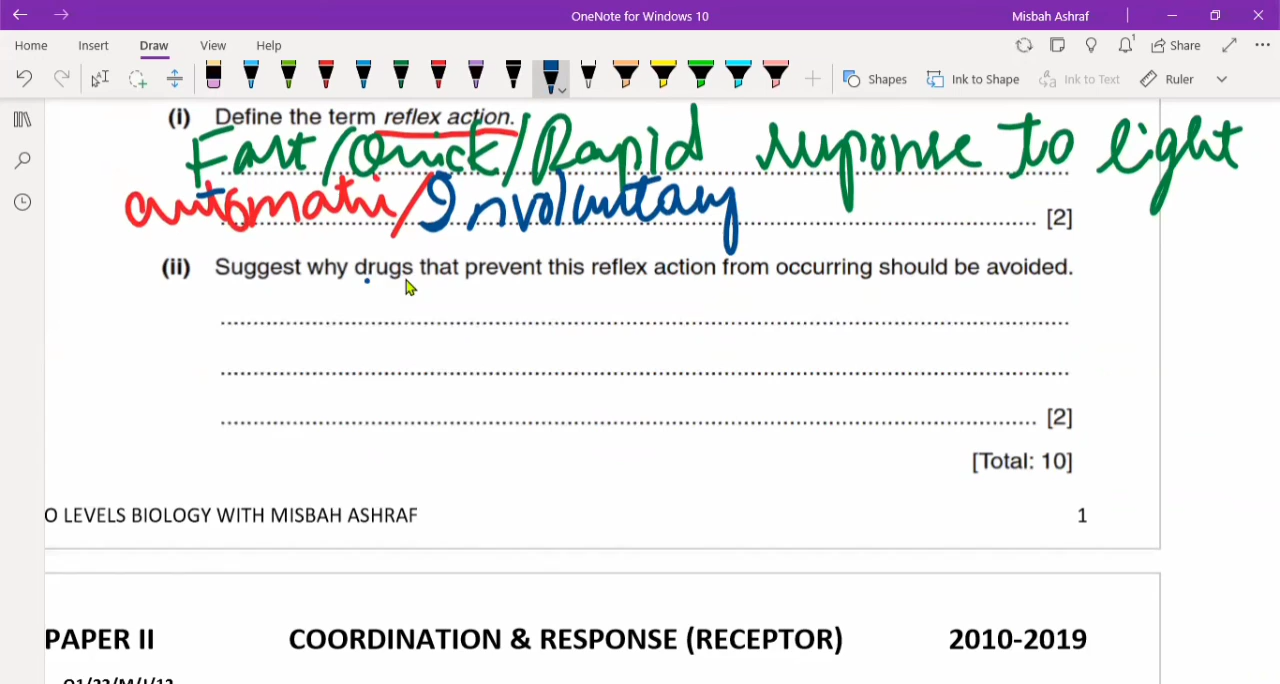 OneNote for Windows 10 Misbah Ashraf
Home Insert Draw View Help Share
Shapes Ink to Shape Ink to Text Ruler
(i) Define the term reflex action.
Fast/Quick/Rapid response to light
automatic/Involuntary
[2]
(ii) Suggest why drugs that prevent this reflex action from occurring should be avoided.
[2]
[Total: 10]
O LEVELS BIOLOGY WITH MISBAH ASHRAF 1
PAPER II COORDINATION & RESPONSE (RECEPTOR) 2010-2019